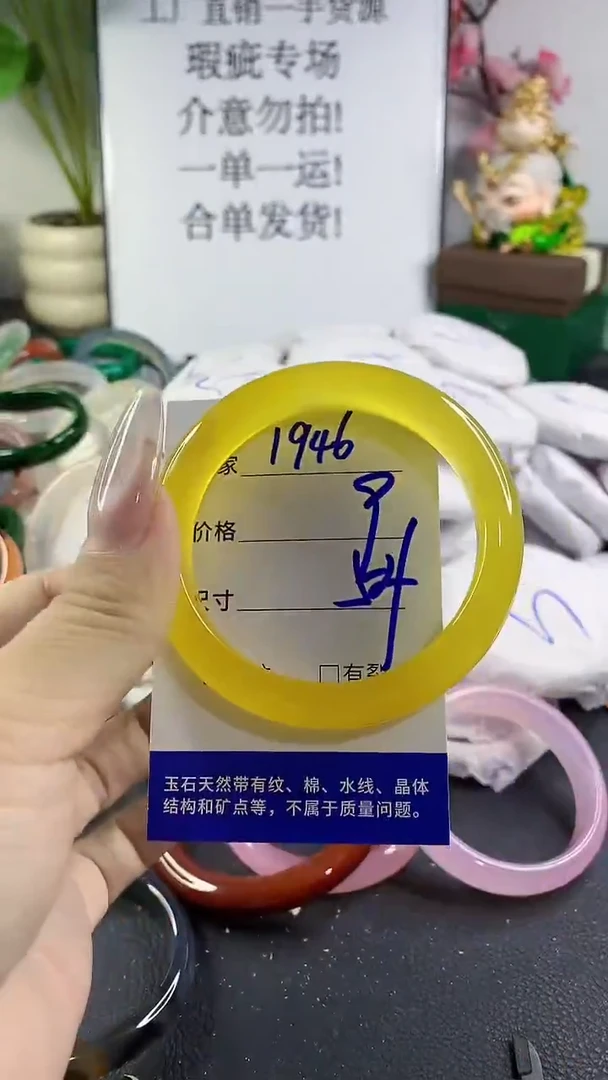 工厂直销一手货源
瑕疵专场
介意勿拍!
一单一运!
合单发货!
家 1946
价格
尺寸
54
□有裂
玉石天然带有纹、棉、水线、晶体
结构和矿点等，不属于质量问题。